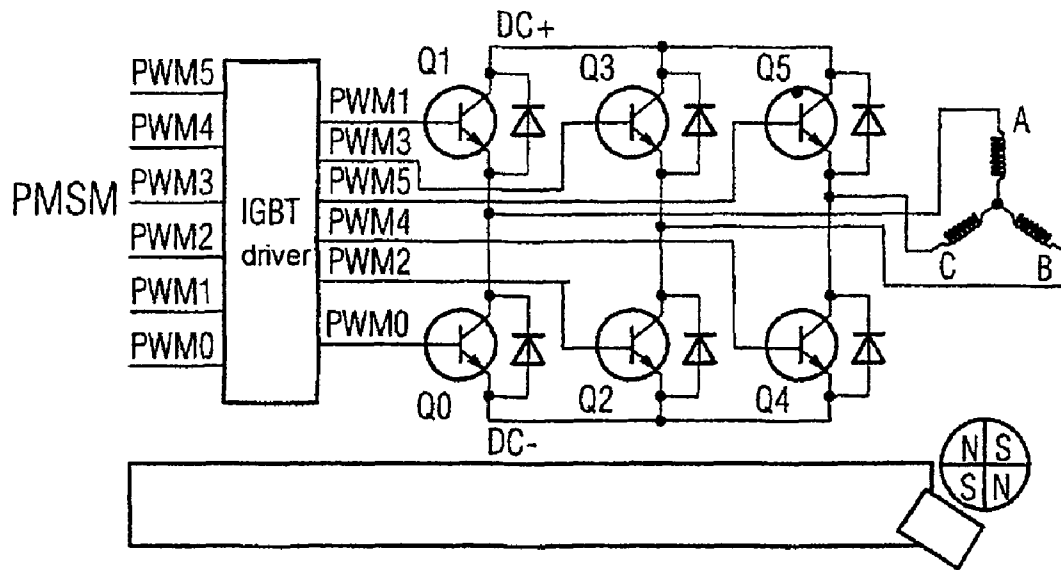 DC+
Q1
Q3
Q5
PWM5
PWM4
PWM3
PWM2
PWM1
PWM0
PMSM
IGBT
driver
PWM1
PWM3
PWM5
PWM4
PWM2
PWM0
A
C
B
Q0
Q2
Q4
DC-
N S
S N